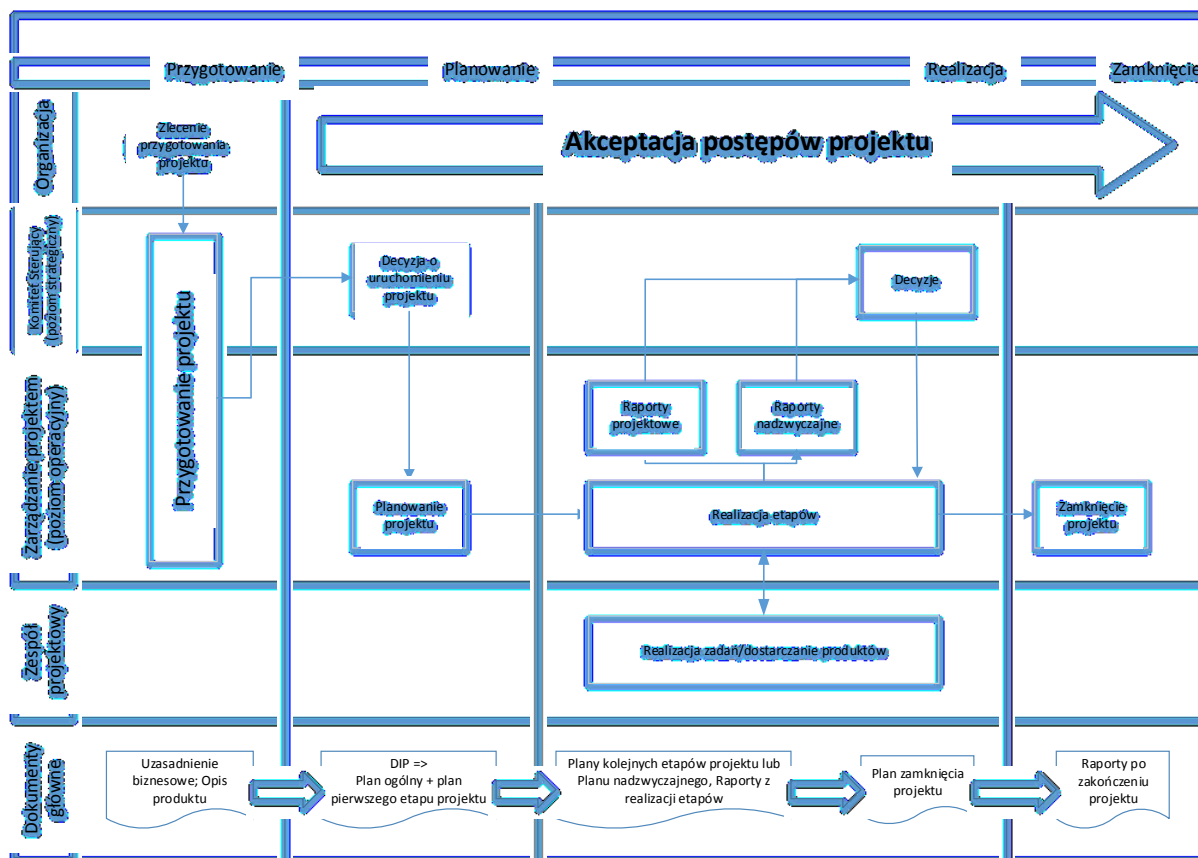 Przygotowanie
Planowanie
Realizacja
Zamknięcie
Organizacja
Zlecenie
przygotowania
projektu
Akceptacja postępów projektu
Komitet Sterujący
(poziom strategiczny)
Przygotowanie projektu
Decyzja o
uruchomieniu
projektu
Decyzje
Zarządzanie projektem
(poziom operacyjny)
Raporty
projektowe
Raporty
nadzwyczajne
Planowanie
projektu
Realizacja etapów
Zamknięcie
projektu
Zespół
projektowy
Realizacja zadań/dostarczanie produktów
Dokumenty
główne
Uzasadnienie
biznesowe; Opis
produktu
DIP =>
Plan ogólny + plan
pierwszego etapu projektu
Plany kolejnych etapów projektu lub
Planu nadzwyczajnego, Raporty z
realizacji etapów
Plan zamknięcia
projektu
Raporty po
zakończeniu
projektu